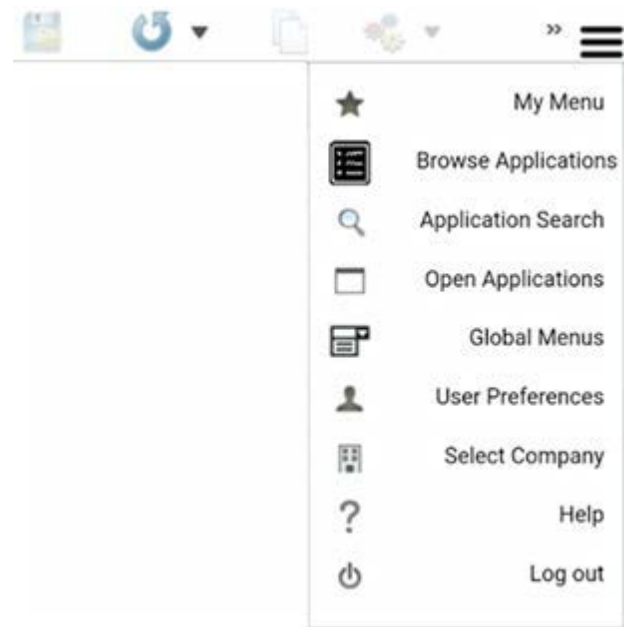 »
My Menu
Browse Applications
Application Search
Open Applications
Global Menus
User Preferences
Select Company
Help
Log out